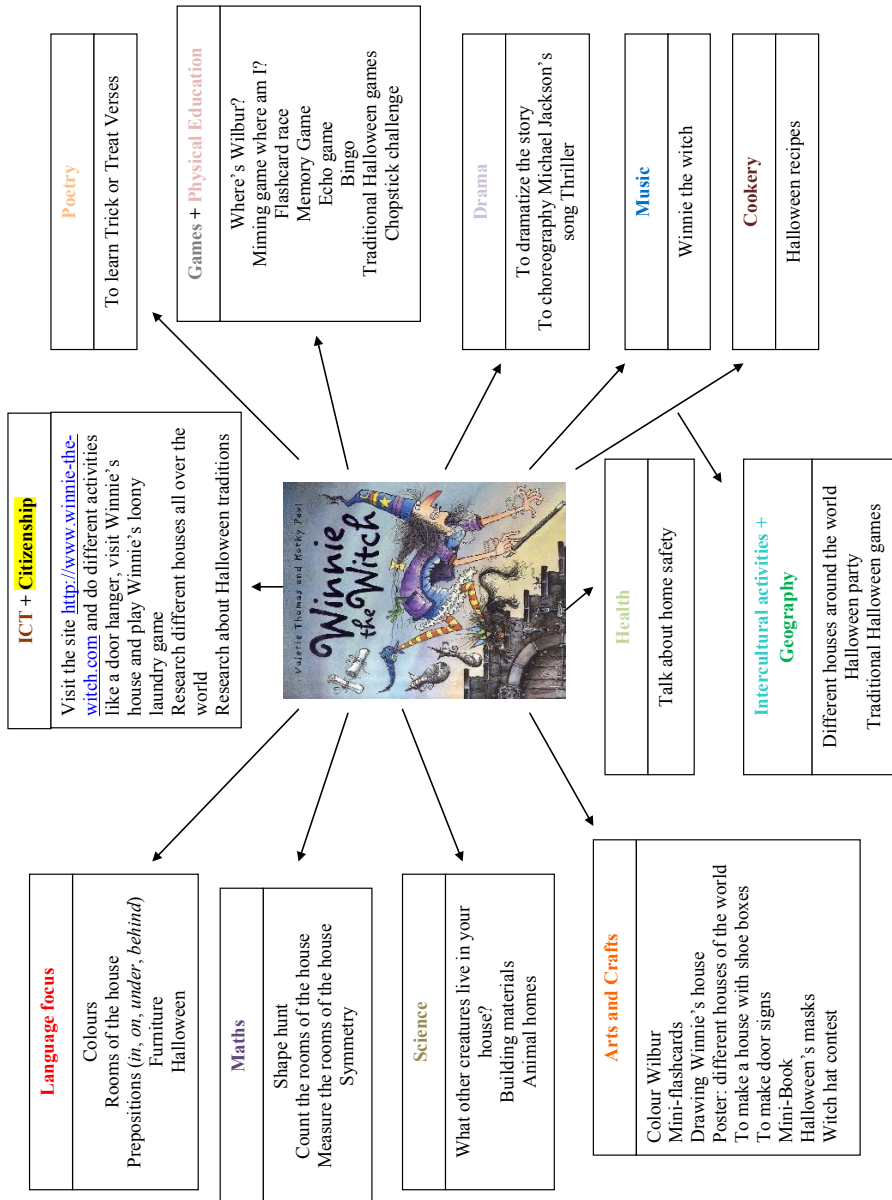 Language focus
Colours
Rooms of the house
Prepositions (in, on, under, behind)
Furniture
Halloween
Maths
Shape hunt
Count the rooms of the house
Measure the rooms of the house
Symmetry
Science
What other creatures live in your
house?
Building materials
Animal homes
Arts and Crafts
Colour Wilbur
Mini-flashcards
Drawing Winnie's house
Poster: different houses of the world
To make a house with shoe boxes
To make door signs
Mini-Book
Halloween's masks
Witch hat contest
ICT + Citizenship
Visit the site http://www.winnie-the-
witch.com and do different activities
like a door hanger, visit Winnie's
house and play Winnie's loony
laundry game
Research different houses all over the
world
Research about Halloween traditions
Valerie Thomas and Korky Paul
Winnie
the Witch
Health
Talk about home safety
Intercultural activities +
Geography
Different houses around the world
Halloween party
Traditional Halloween games
Poetry
To learn Trick or Treat Verses
Games + Physical Education
Where's Wilbur?
Miming game where am I?
Flashcard race
Memory Game
Echo game
Bingo
Traditional Halloween games
Chopstick challenge
Drama
To dramatize the story
To choreography Michael Jackson's
song Thriller
Music
Winnie the witch
Cookery
Halloween recipes